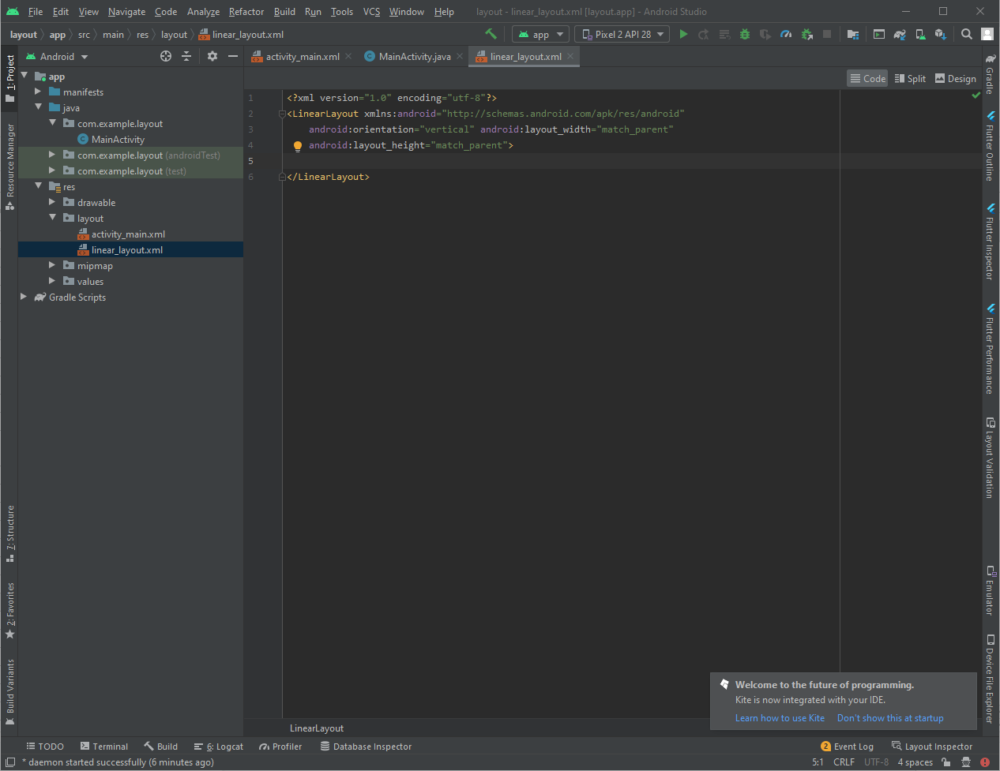 File Edit View Navigate Code Analyze Refactor Build Run Tools VCS Window Help layout - linear_layout.xml [layout.app] - Android Studio
layout app src main res layout linear_layout.xml app Pixel 2 API 28
Android
activity_main.xml MainActivity.java linear_layout.xml
Code Split Design
1: Project
Resource Manager
7: Structure
2: Favorites
Build Variants
app
manifests
java
com.example.layout
MainActivity
com.example.layout (androidTest)
com.example.layout (test)
res
drawable
layout
activity_main.xml
linear_layout.xml
mipmap
values
Gradle Scripts
1 <?xml version="1.0" encoding="utf-8"?>
2 <LinearLayout xmlns:android="http://schemas.android.com/apk/res/android"
3 android:orientation="vertical" android:layout_width="match_parent"
4 android:layout_height="match_parent">
5
6 </LinearLayout>
Gradle
Flutter Outline
Flutter Inspector
Flutter Performance
Layout Validation
Emulator
Device File Explorer
Welcome to the future of programming.
Kite is now integrated with your IDE.
Learn how to use Kite Don't show this at startup
LinearLayout
TODO Terminal Build 6: Logcat Profiler Database Inspector 2 Event Log Layout Inspector
* daemon started successfully (6 minutes ago) 5:1 CRLF UTF-8 4 spaces